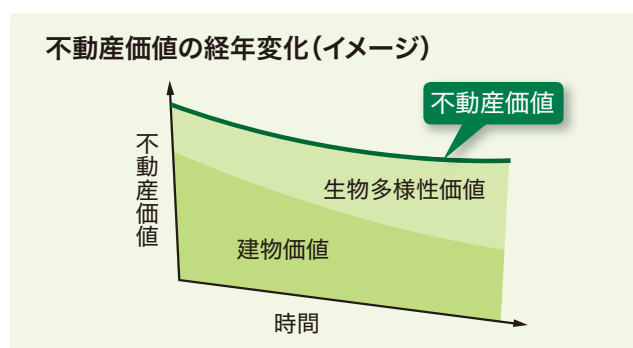 不動産価値の経年変化（イメージ）
不動産価値
不動産価値
生物多様性価値
建物価値
時間